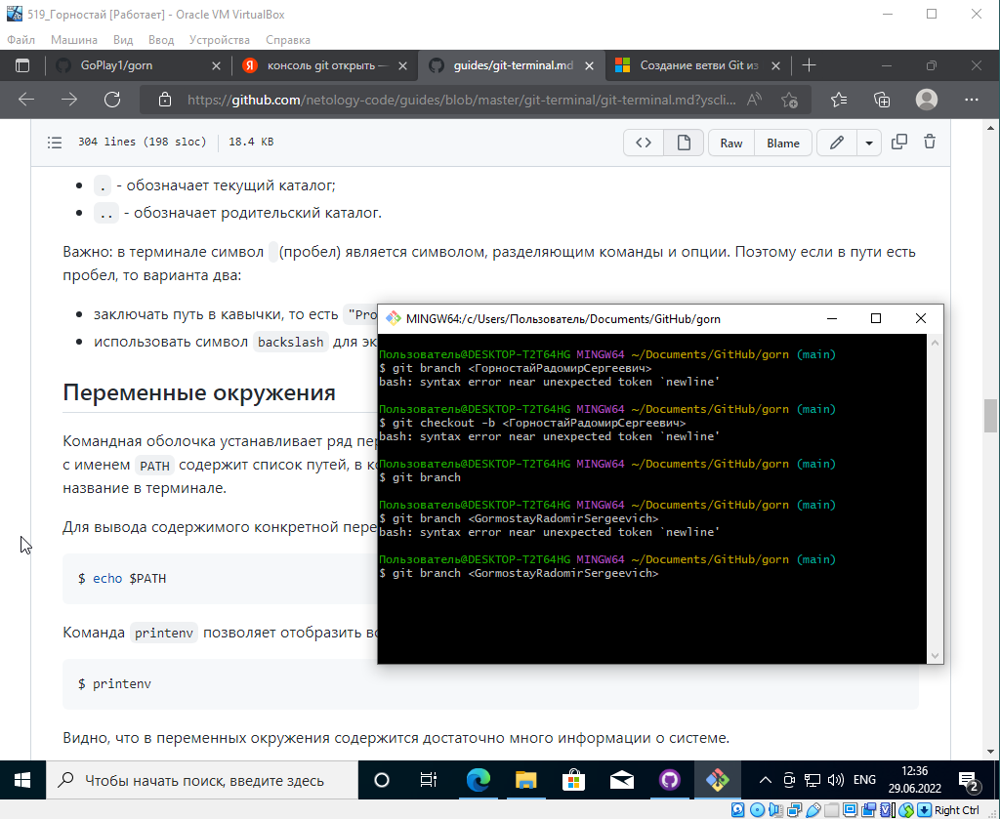 519_Горностай [Работает] - Oracle VM VirtualBox
Файл Машина Вид Ввод Устройства Справка
GoPlay1/gorn
консоль git открыть —
guides/git-terminal.md
Создание ветви Git из
https://github.com/netology-code/guides/blob/master/git-terminal/git-terminal.md?yscli...
304 lines (198 sloc) 18.4 KB
Raw Blame
. - обозначает текущий каталог;
.. - обозначает родительский каталог.
Важно: в терминале символ (пробел) является символом, разделяющим команды и опции. Поэтому если в пути есть
пробел, то варианта два:
заключать путь в кавычки, то есть "Pro
использовать символ backslash для эк
Переменные окружения
Командная оболочка устанавливает ряд пер
с именем PATH содержит список путей, в ко
название в терминале.
Для вывода содержимого конкретной пере
$ echo $PATH
Команда printenv позволяет отобразить вс
$ printenv
Видно, что в переменных окружения содержится достаточно много информации о системе.
MINGW64:/c/Users/Пользователь/Documents/GitHub/gorn
Пользователь@DESKTOP-T2T64HG MINGW64 ~/Documents/GitHub/gorn (main)
$ git branch <ГорностайРадомирСергеевич>
bash: syntax error near unexpected token `newline'
Пользователь@DESKTOP-T2T64HG MINGW64 ~/Documents/GitHub/gorn (main)
$ git checkout -b <ГорностайРадомирСергеевич>
bash: syntax error near unexpected token `newline'
Пользователь@DESKTOP-T2T64HG MINGW64 ~/Documents/GitHub/gorn (main)
$ git branch
Пользователь@DESKTOP-T2T64HG MINGW64 ~/Documents/GitHub/gorn (main)
$ git branch <GormostayRadomirSergeevich>
bash: syntax error near unexpected token `newline'
Пользователь@DESKTOP-T2T64HG MINGW64 ~/Documents/GitHub/gorn (main)
$ git branch <GormostayRadomirSergeevich>
Чтобы начать поиск, введите здесь
ENG
12:36
29.06.2022
2
Right Ctrl